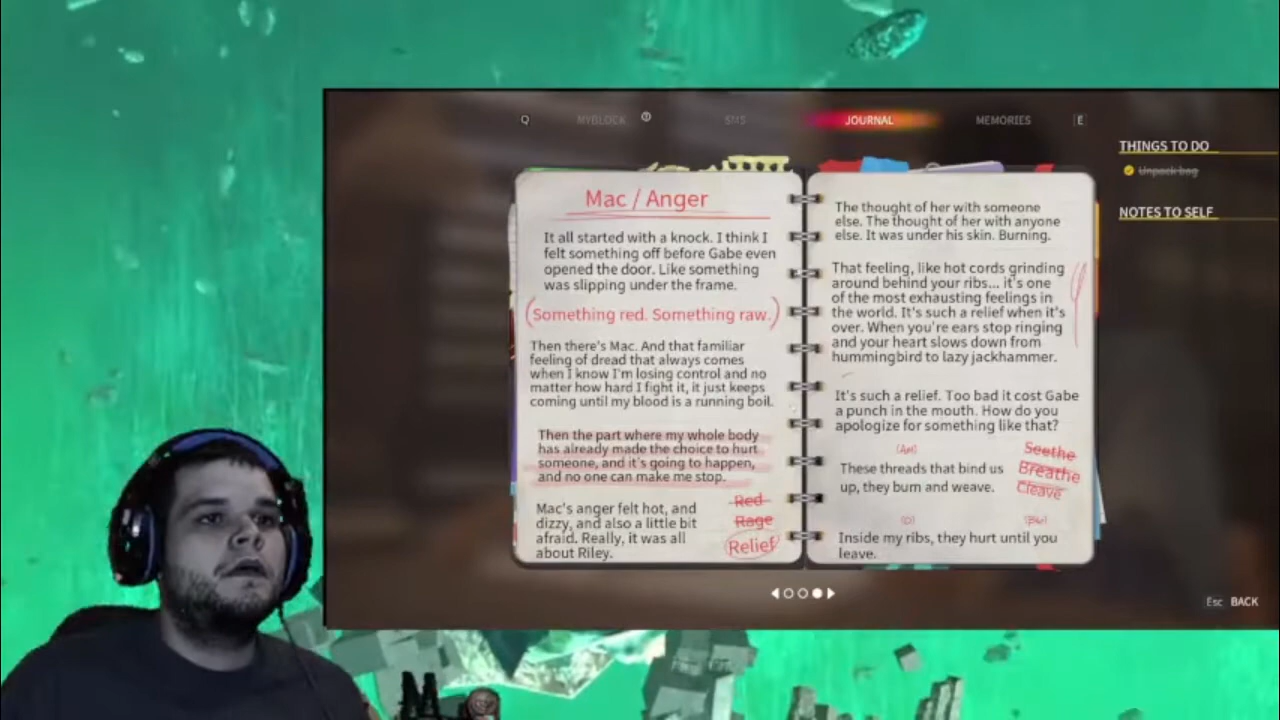 Q
MYBLOCK
SMS
JOURNAL
MEMORIES
E
THINGS TO DO
Unpack bag
NOTES TO SELF
Mac / Anger
It all started with a knock. I think I
felt something off before Gabe even
opened the door. Like something
was slipping under the frame.
(Something red. Something raw.)
Then there's Mac. And that familiar
feeling of dread that always comes
when I know I'm losing control and no
matter how hard I fight it, it just keeps
coming until my blood is a running boil.
Then the part where my whole body
has already made the choice to hurt
someone, and it's going to happen,
and no one can make me stop.
Mac's anger felt hot, and
dizzy, and also a little bit
afraid. Really, it was all
about Riley.
Red
Rage
Relief
The thought of her with someone
else. The thought of her with anyone
else. It was under his skin. Burning.
That feeling, like hot cords grinding
around behind your ribs... it's one
of the most exhausting feelings in
the world. It's such a relief when it's
over. When you're ears stop ringing
and your heart slows down from
hummingbird to lazy jackhammer.
It's such a relief. Too bad it cost Gabe
a punch in the mouth. How do you
apologize for something like that?
These threads that bind us
up, they burn and weave.
Seethe
Breathe
Cleave
Inside my ribs, they hurt until you
leave.
Esc BACK